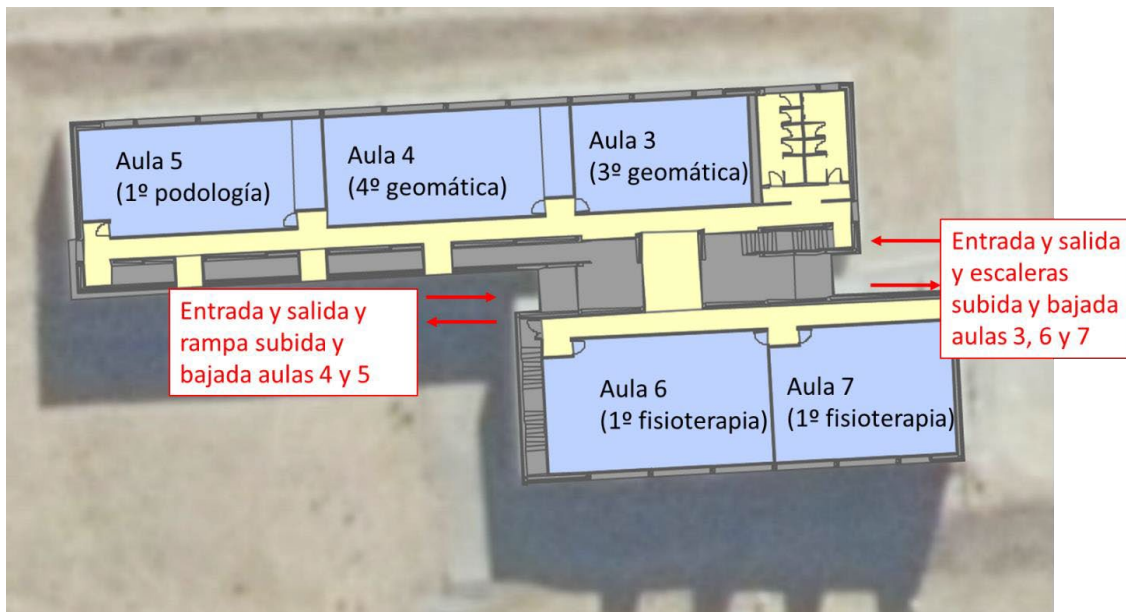 Aula 5
(1º podología)
Aula 4
(4º geomática)
Aula 3
(3º geomática)
Entrada y salida
y escaleras
subida y bajada
aulas 3, 6 y 7
Entrada y salida y
rampa subida y
bajada aulas 4 y 5
Aula 6
(1º fisioterapia)
Aula 7
(1º fisioterapia)